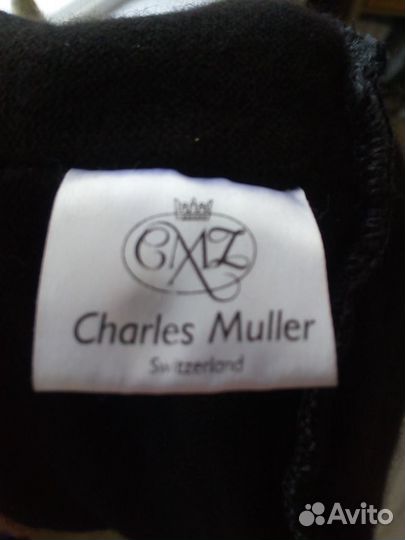 CMZ
Charles Muller
Switzerland
Avito